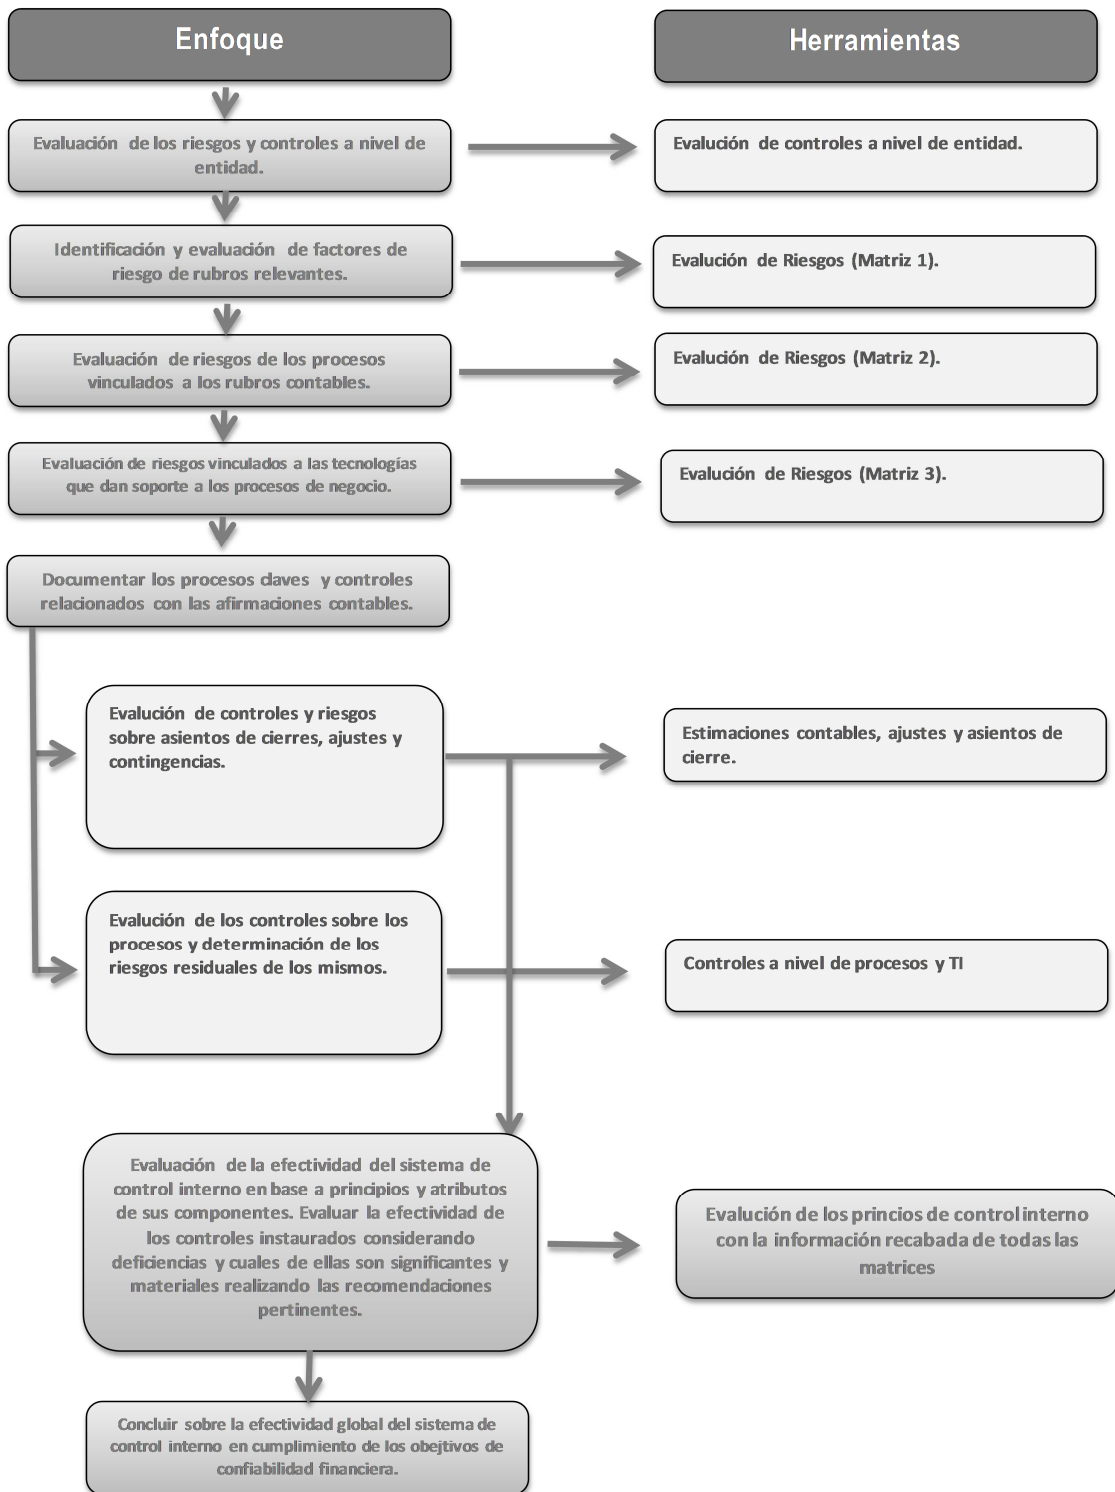 Enfoque
Herramientas
Evaluación de los riesgos y controles a nivel de
entidad.
Evalución de controles a nivel de entidad.
Identificación y evaluación de factores de
riesgo de rubros relevantes.
Evalución de Riesgos (Matriz 1).
Evaluación de riesgos de los procesos
vinculados a los rubros contables.
Evalución de Riesgos (Matriz 2).
Evaluación de riesgos vinculados a las tecnologías
que dan soporte a los procesos de negocio.
Evalución de Riesgos (Matriz 3).
Documentar los procesos claves y controles
relacionados con las afirmaciones contables.
Evalución de controles y riesgos
sobre asientos de cierres, ajustes y
contingencias.
Estimaciones contables, ajustes y asientos de
cierre.
Evalución de los controles sobre los
procesos y determinación de los
riesgos residuales de los mismos.
Controles a nivel de procesos y TI
Evaluación de la efectividad del sistema de
control interno en base a principios y atributos
de sus componentes. Evaluar la efectividad de
los controles instaurados considerando
deficiencias y cuales de ellas son significantes y
materiales realizando las recomendaciones
pertinentes.
Evalución de los princios de control interno
con la información recabada de todas las
matrices
Concluir sobre la efectividad global del sistema de
control interno en cumplimiento de los obejtivos de
confiabilidad financiera.